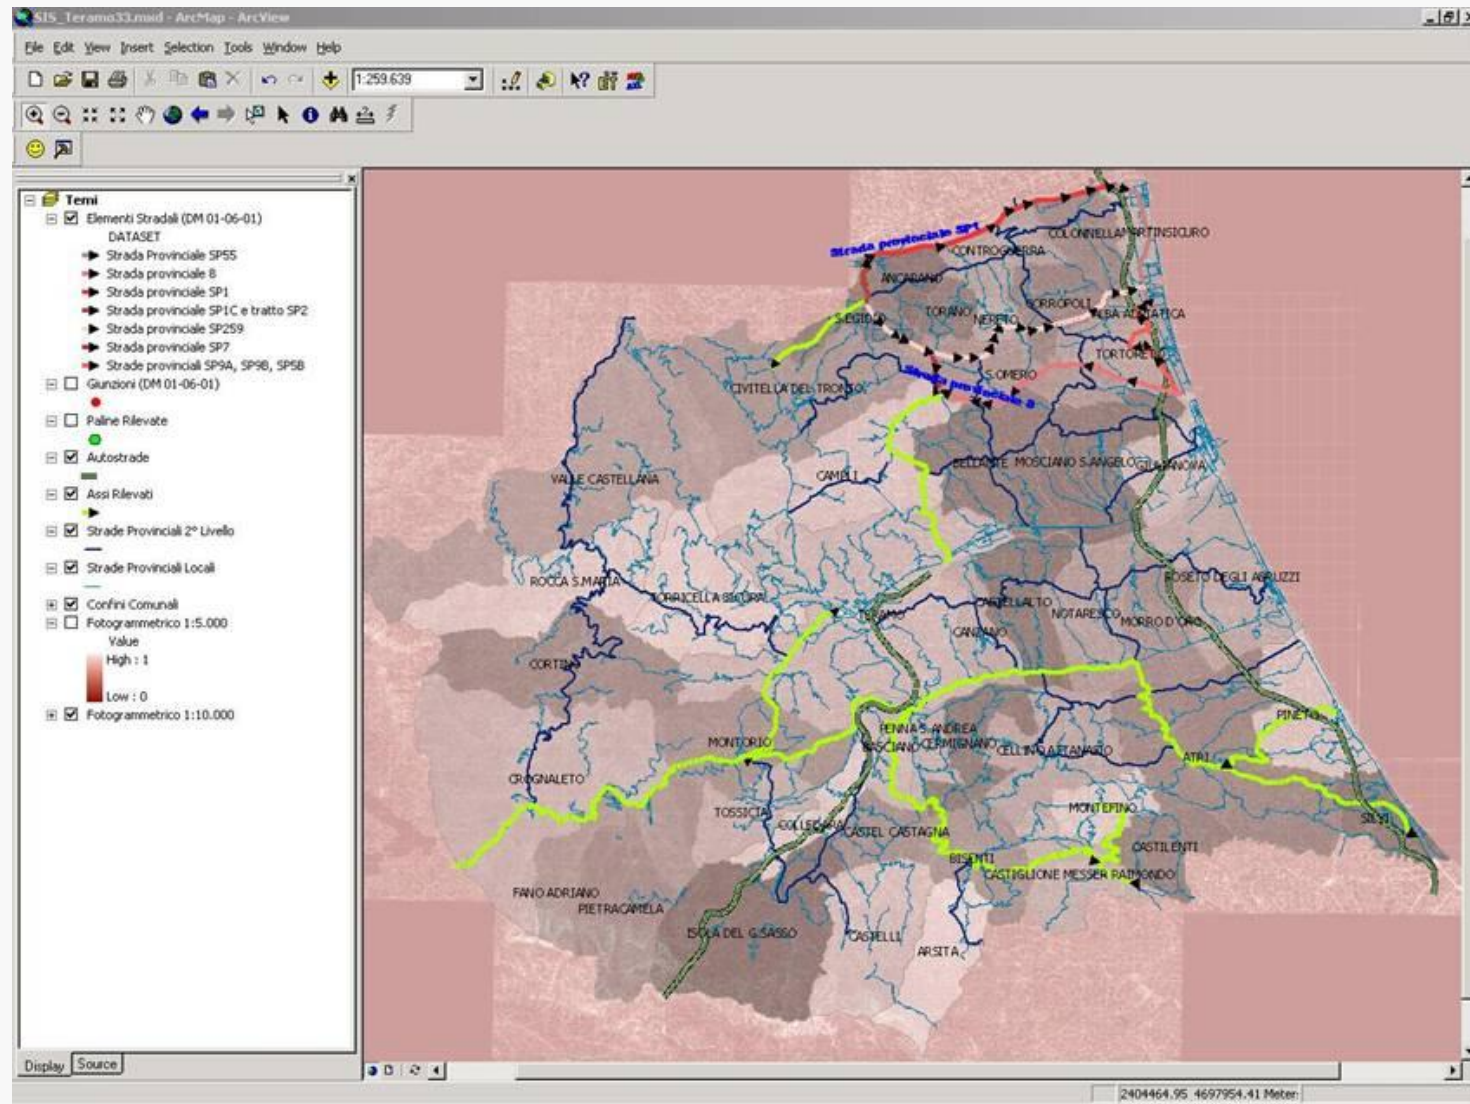 SIS_Teramo33.mxd - ArcMap - ArcView
File Edit View Insert Selection Tools Window Help
1:259.639
Temi
Elementi Stradali (DM 01-06-01)
DATASET
Strada Provinciale SP55
Strada provinciale 8
Strada provinciale SP1
Strada provinciale SP1C e tratto SP2
Strada provinciale SP259
Strada provinciale SP7
Strade provinciali SP9A, SP9B, SP5B
Giunzioni (DM 01-06-01)
Paline Rilevate
Autostrade
Assi Rilevati
Strade Provinciali 2° Livello
Strade Provinciali Locali
Confini Comunali
Fotogrammetrico 1:5.000
Value
High : 1
Low : 0
Fotogrammetrico 1:10.000
Display Source
Strada provinciale SP1
COLONNELLA MARTINSICURO
CONTROGUERRA
ANCARANO
CORROPOLI
S.EGIDIO
TORANO
NERETO
ALBA ADRIATICA
TORTORETO
S.OMERO
Strada provinciale 8
CIVITELLA DEL TRONTO
BELLANTE
MOSCIANO S.ANGELO
GIULIANOVA
CAMPLI
VALLE CASTELLANA
ROCCA S.MARIA
TORRICELLA SICURA
ROSETO DEGLI ABRUZZI
CASTELLALTO
NOTARESCO
MORRO D'ORO
TERAMO
CANZANO
CORTINO
PINETO
PENNA S.ANDREA
MONTORIO
BASCIANO
CERMIGNANO
CELLINO ATTANASIO
ATRI
CROGNALETO
TOSSICIA
MONTEFINO
COLLEDARA
CASTEL CASTAGNA
SILVI
CASTILENTI
BISENTI
CASTIGLIONE MESSER RAIMONDO
FANO ADRIANO
PIETRACAMELA
ISOLA DEL G.SASSO
CASTELLI
ARSITA
2404464.95 4697954.41 Meter: